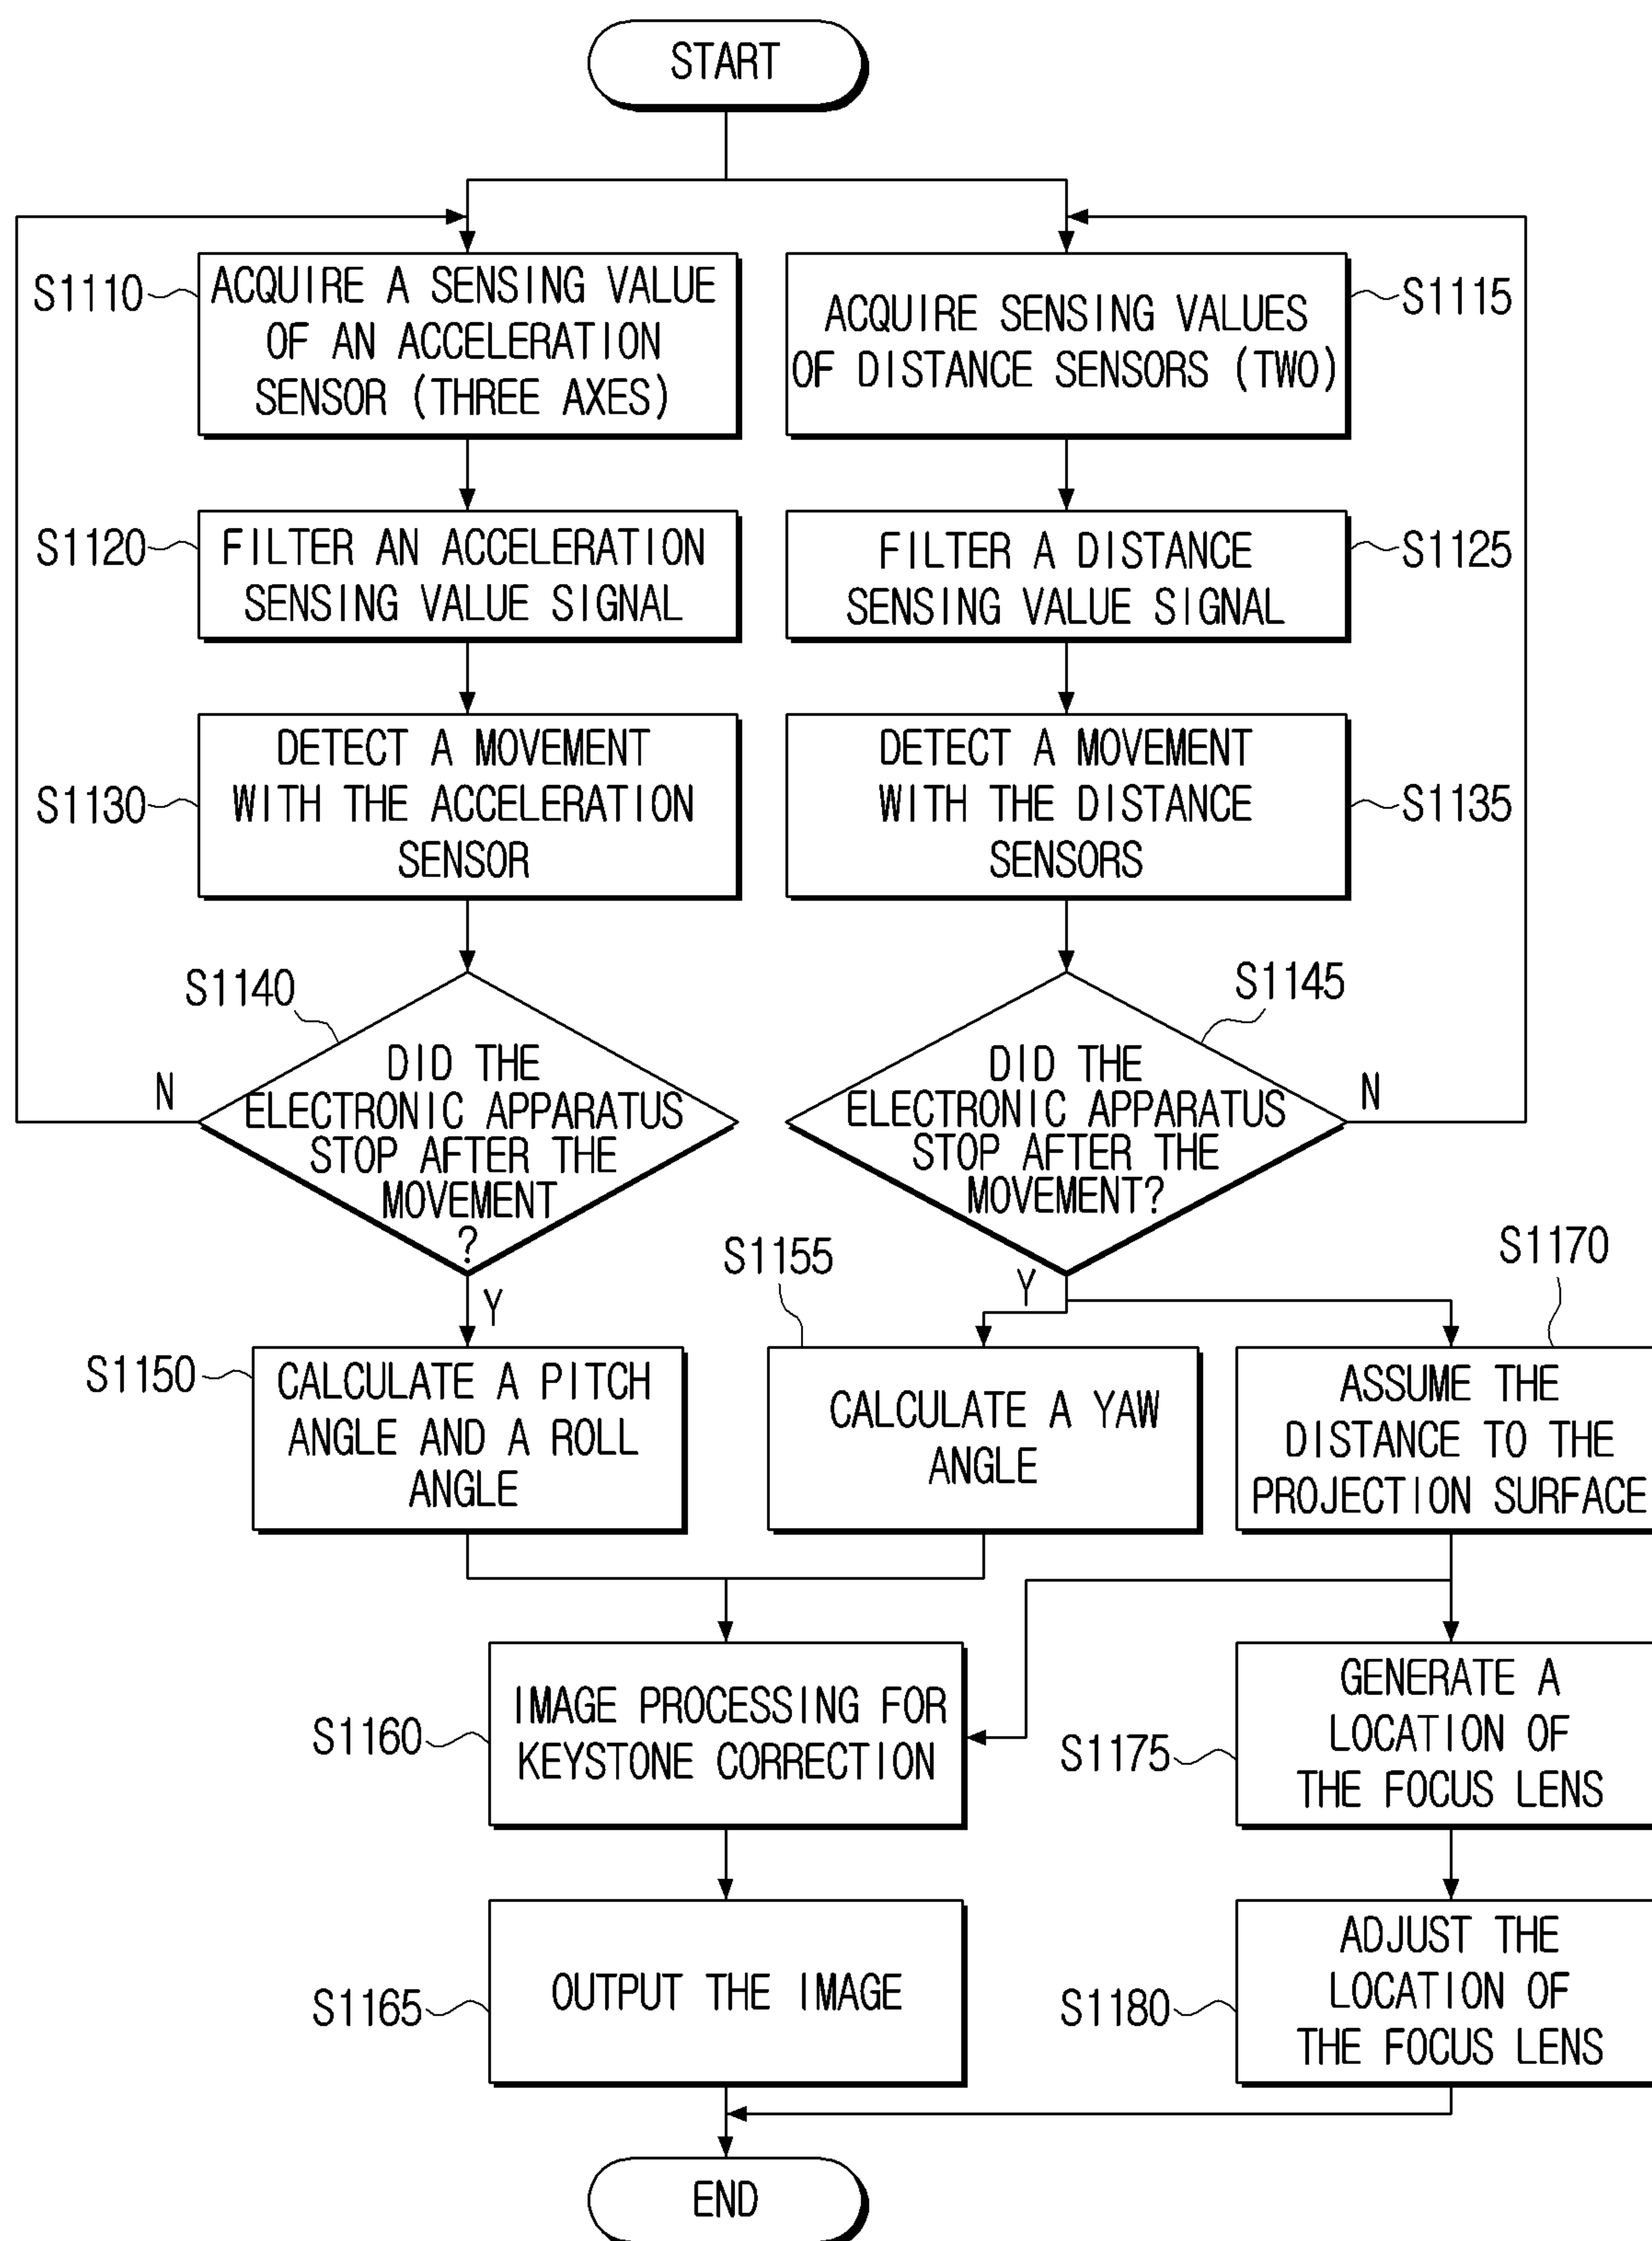 START
S1110
ACQUIRE A SENSING VALUE
OF AN ACCELERATION
SENSOR (THREE AXES)
ACQUIRE SENSING VALUES
OF DISTANCE SENSORS (TWO)
S1115
S1120
FILTER AN ACCELERATION
SENSING VALUE SIGNAL
FILTER A DISTANCE
SENSING VALUE SIGNAL
S1125
S1130
DETECT A MOVEMENT
WITH THE ACCELERATION
SENSOR
DETECT A MOVEMENT
WITH THE DISTANCE
SENSORS
S1135
S1140
N
DID THE
ELECTRONIC APPARATUS
STOP AFTER THE
MOVEMENT
?
Y
S1145
DID THE
ELECTRONIC APPARATUS
STOP AFTER THE
MOVEMENT?
N
Y
S1150
CALCULATE A PITCH
ANGLE AND A ROLL
ANGLE
S1155
CALCULATE A YAW
ANGLE
S1170
ASSUME THE
DISTANCE TO THE
PROJECTION SURFACE
S1160
IMAGE PROCESSING FOR
KEYSTONE CORRECTION
S1175
GENERATE A
LOCATION OF
THE FOCUS LENS
S1165
OUTPUT THE IMAGE
S1180
ADJUST THE
LOCATION OF
THE FOCUS LENS
END